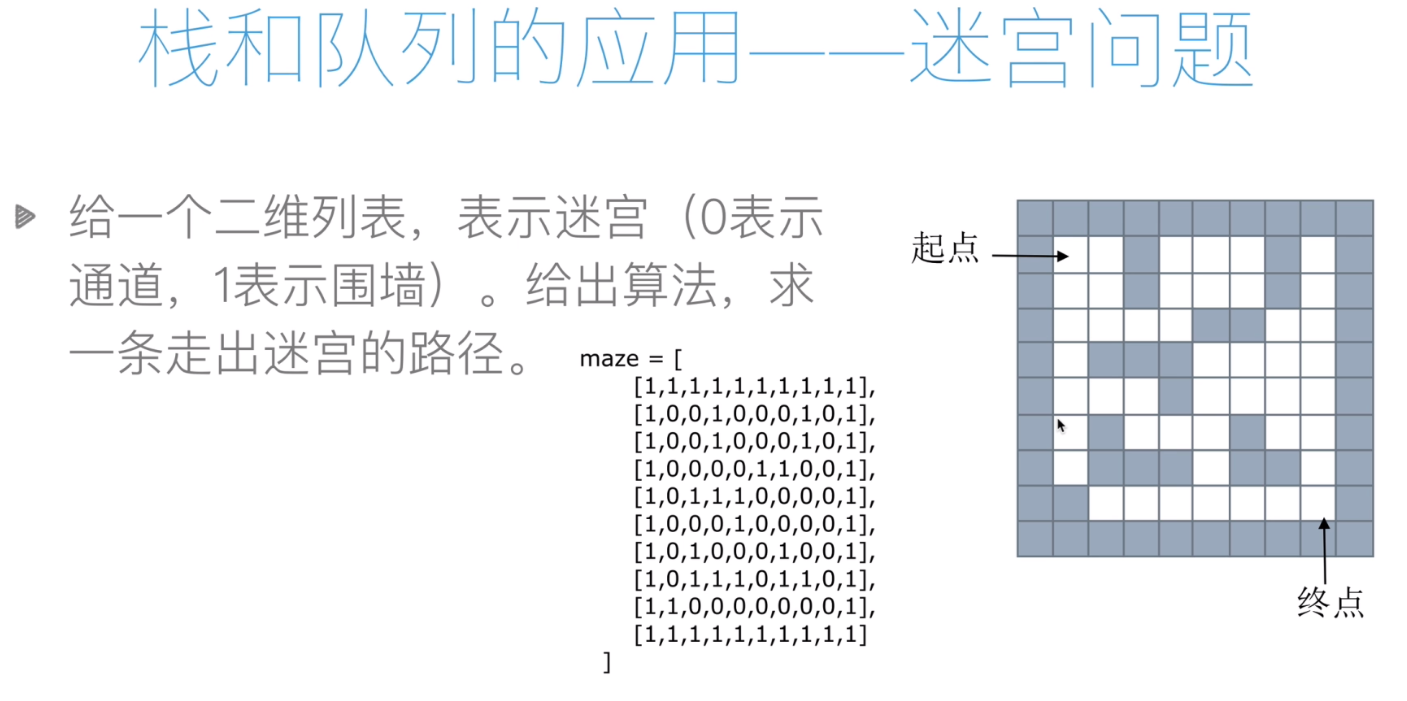 栈和队列的应用——迷宫问题
给一个二维列表，表示迷宫（0表示
通道，1表示围墙）。给出算法，求
一条走出迷宫的路径。
maze = [
[1,1,1,1,1,1,1,1,1,1],
[1,0,0,1,0,0,0,1,0,1],
[1,0,0,1,0,0,0,1,0,1],
[1,0,0,0,0,1,1,0,0,1],
[1,0,1,1,1,0,0,0,0,1],
[1,0,0,0,1,0,0,0,0,1],
[1,0,1,0,0,0,1,0,0,1],
[1,0,1,1,1,0,1,1,0,1],
[1,1,0,0,0,0,0,0,0,1],
[1,1,1,1,1,1,1,1,1,1]
]
起点
终点